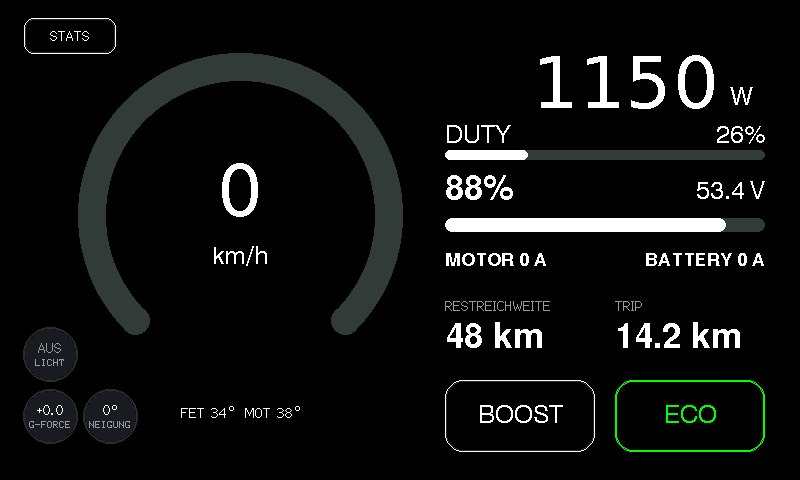 STATS
0
km/h
AUS
LICHT
+0.0
G-FORCE
0°
NEIGUNG
FET 34° MOT 38°
1150 W
DUTY 26%
88% 53.4 V
MOTOR 0 A BATTERY 0 A
RESTREICHWEITE TRIP
48 km 14.2 km
BOOST ECO